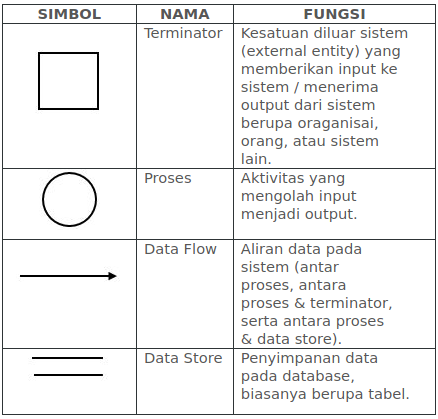 SIMBOL NAMA FUNGSI
Terminator Kesatuan diluar sistem
(external entity) yang
memberikan input ke
sistem / menerima
output dari sistem
berupa oraganisai,
orang, atau sistem
lain.
Proses Aktivitas yang
mengolah input
menjadi output.
Data Flow Aliran data pada
sistem (antar
proses, antara
proses & terminator,
serta antara proses
& data store).
Data Store Penyimpanan data
pada database,
biasanya berupa tabel.